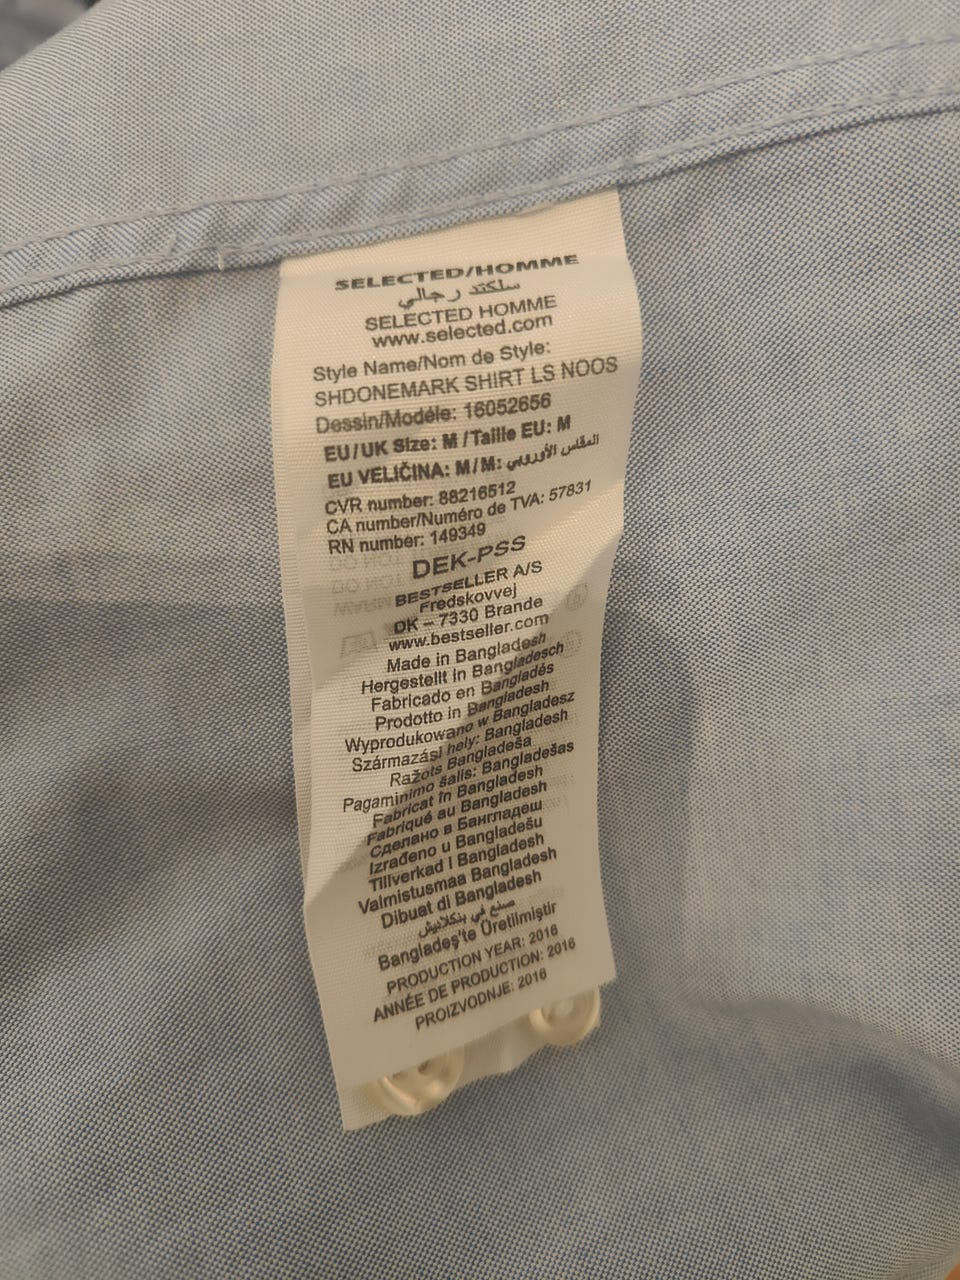 SELECTED/HOMME
سلكتد رجالي
SELECTED HOMME
www.selected.com
Style Name/Nom de Style:
SHDONEMARK SHIRT LS NOOS
Dessin/Modéle: 16052656
EU/UK Size: M /Taille EU: M
EU VELIČINA: M/M: المقاس الأوروبي
CVR number: 88216512
CA number/Numéro de TVA: 57831
RN number: 149349
DEK-PSS
BESTSELLER A/S
Fredskovvej
DK – 7330 Brande
www.bestseller.com
Made in Bangladesh
Hergestellt in Bangladesch
Fabricado en Bangladés
Prodotto in Bangladesh
Wyprodukowano w Bangladesz
Származási hely: Bangladesh
Ražots Bangladeša
Pagaminimo šalis: Bangladešas
Fabricat în Bangladesh
Fabriqué au Bangladesh
Сделано в Бангладеш
Izrađeno u Bangladešu
Tillverkad I Bangladesh
Valmistusmaa Bangladesh
Dibuat di Bangladesh
صنع في بنكلاديش
Bangladeş'te Üretilmiştir
PRODUCTION YEAR: 2016
ANNÉE DE PRODUCTION: 2016
PROIZVODNJE: 2016